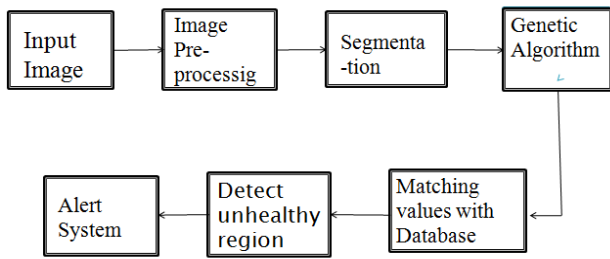 Input
Image
Image
Pre-
processig
Segmenta
-tion
Genetic
Algorithm
Matching
values with
Database
Detect
unhealthy
region
Alert
System